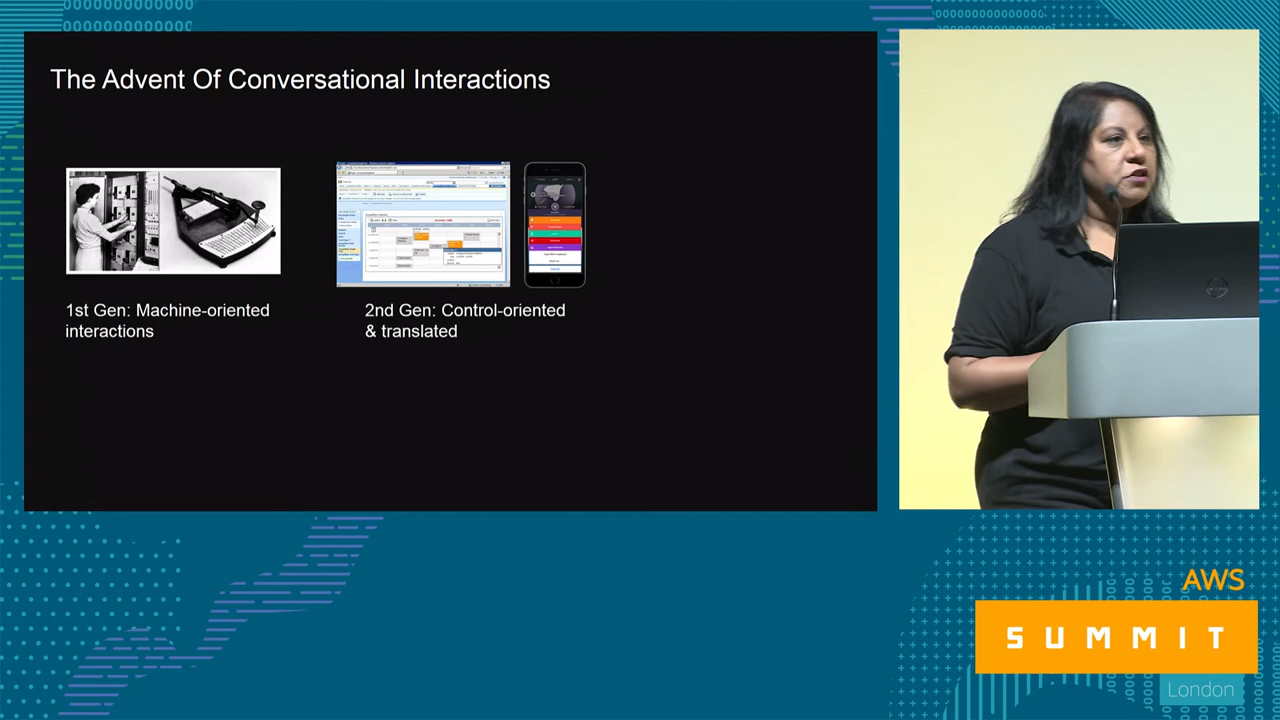 The Advent Of Conversational Interactions
1st Gen: Machine-oriented
interactions
2nd Gen: Control-oriented
& translated
AWS
SUMMIT
London